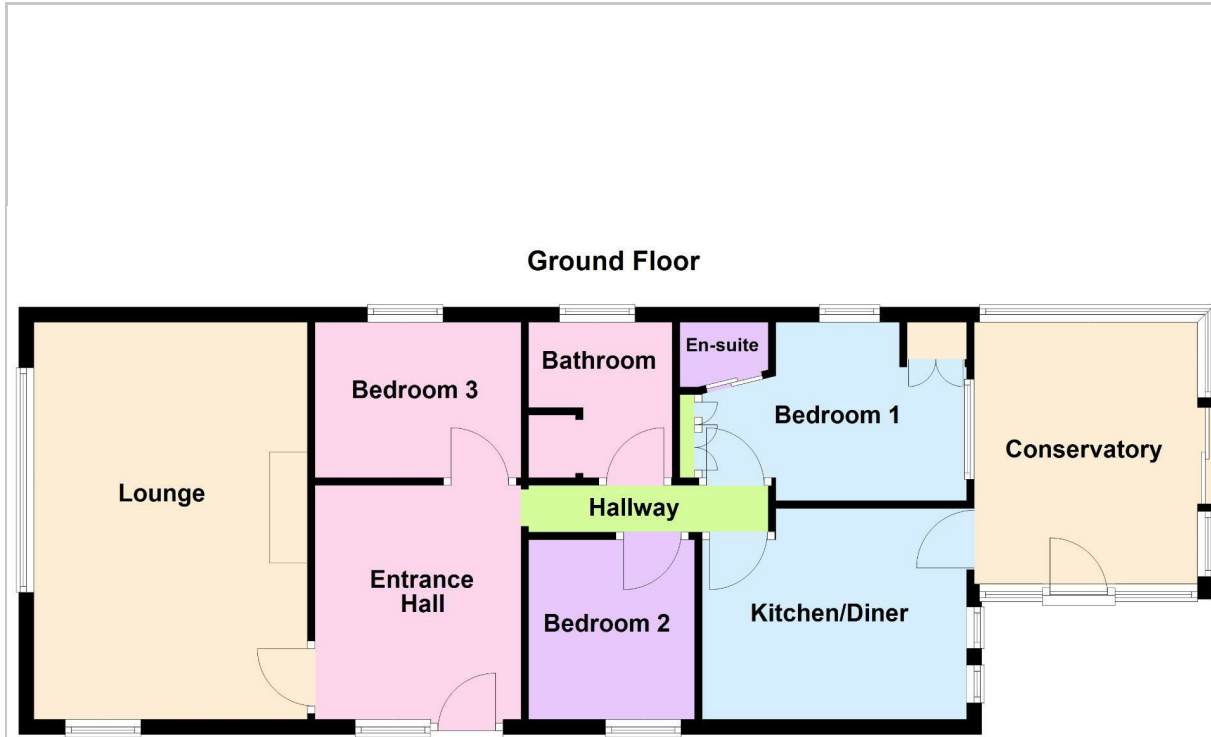 Ground Floor
En-suite
Bathroom
Bedroom 3
Bedroom 1
Conservatory
Lounge
Hallway
Entrance
Hall
Kitchen/Diner
Bedroom 2